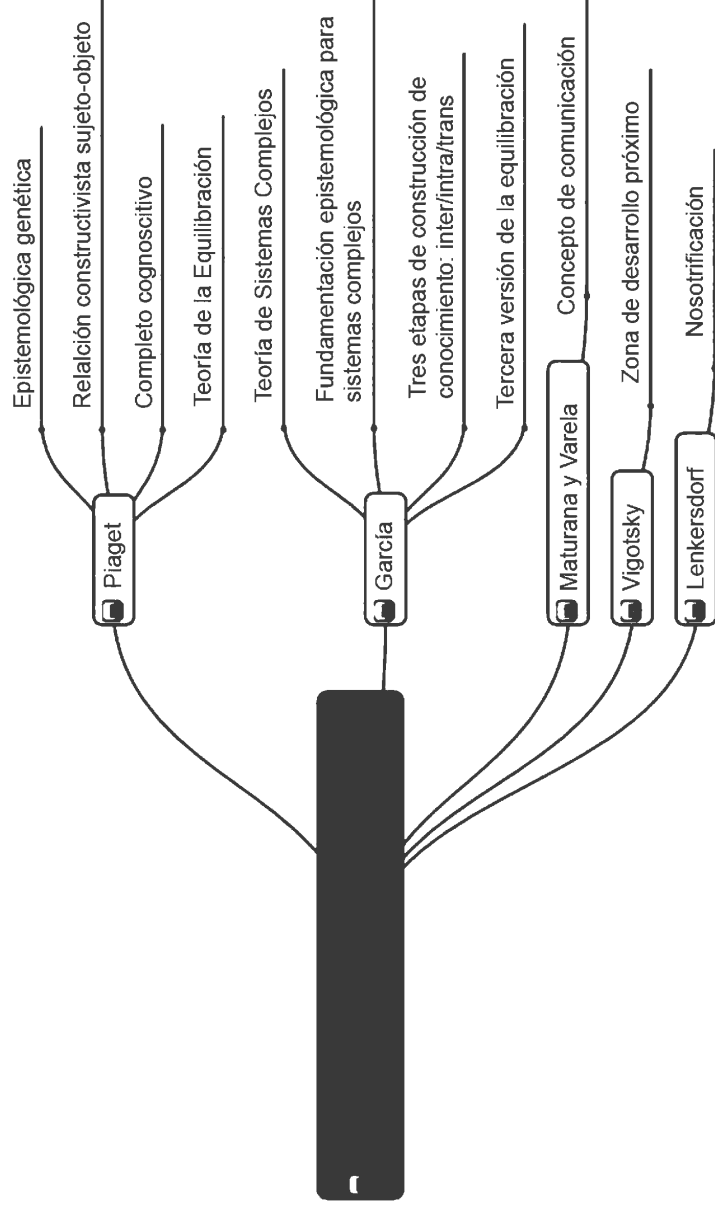 Piaget
Epistemológica genética
Relalción constructivista sujeto-objeto
Completo cognoscitivo
Teoría de la Equilibración
García
Teoría de Sistemas Complejos
Fundamentación epistemológica para
sistemas complejos
Tres etapas de construcción de
conocimiento: inter/intra/trans
Tercera versión de la equilibración
Maturana y Varela
Concepto de comunicación
Vigotsky
Zona de desarrollo próximo
Lenkersdorf
Nosotrificación